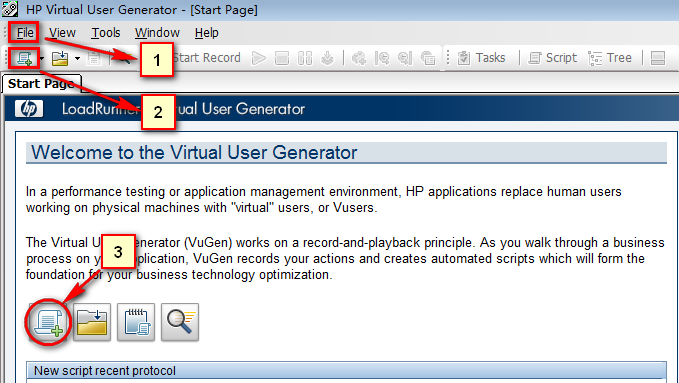 HP Virtual User Generator - [Start Page]
File View Tools Window Help
1
Start Record Tasks Script Tree
Start Page
2
hp LoadRunner Virtual User Generator
Welcome to the Virtual User Generator
In a performance testing or application management environment, HP applications replace human users
working on physical machines with "virtual" users, or Vusers.
3
The Virtual U enerator (VuGen) works on a record-and-playback principle. As you walk through a business
process on y pplication, VuGen records your actions and creates automated scripts which will form the
foundation for your business technology optimization.
New script recent protocol